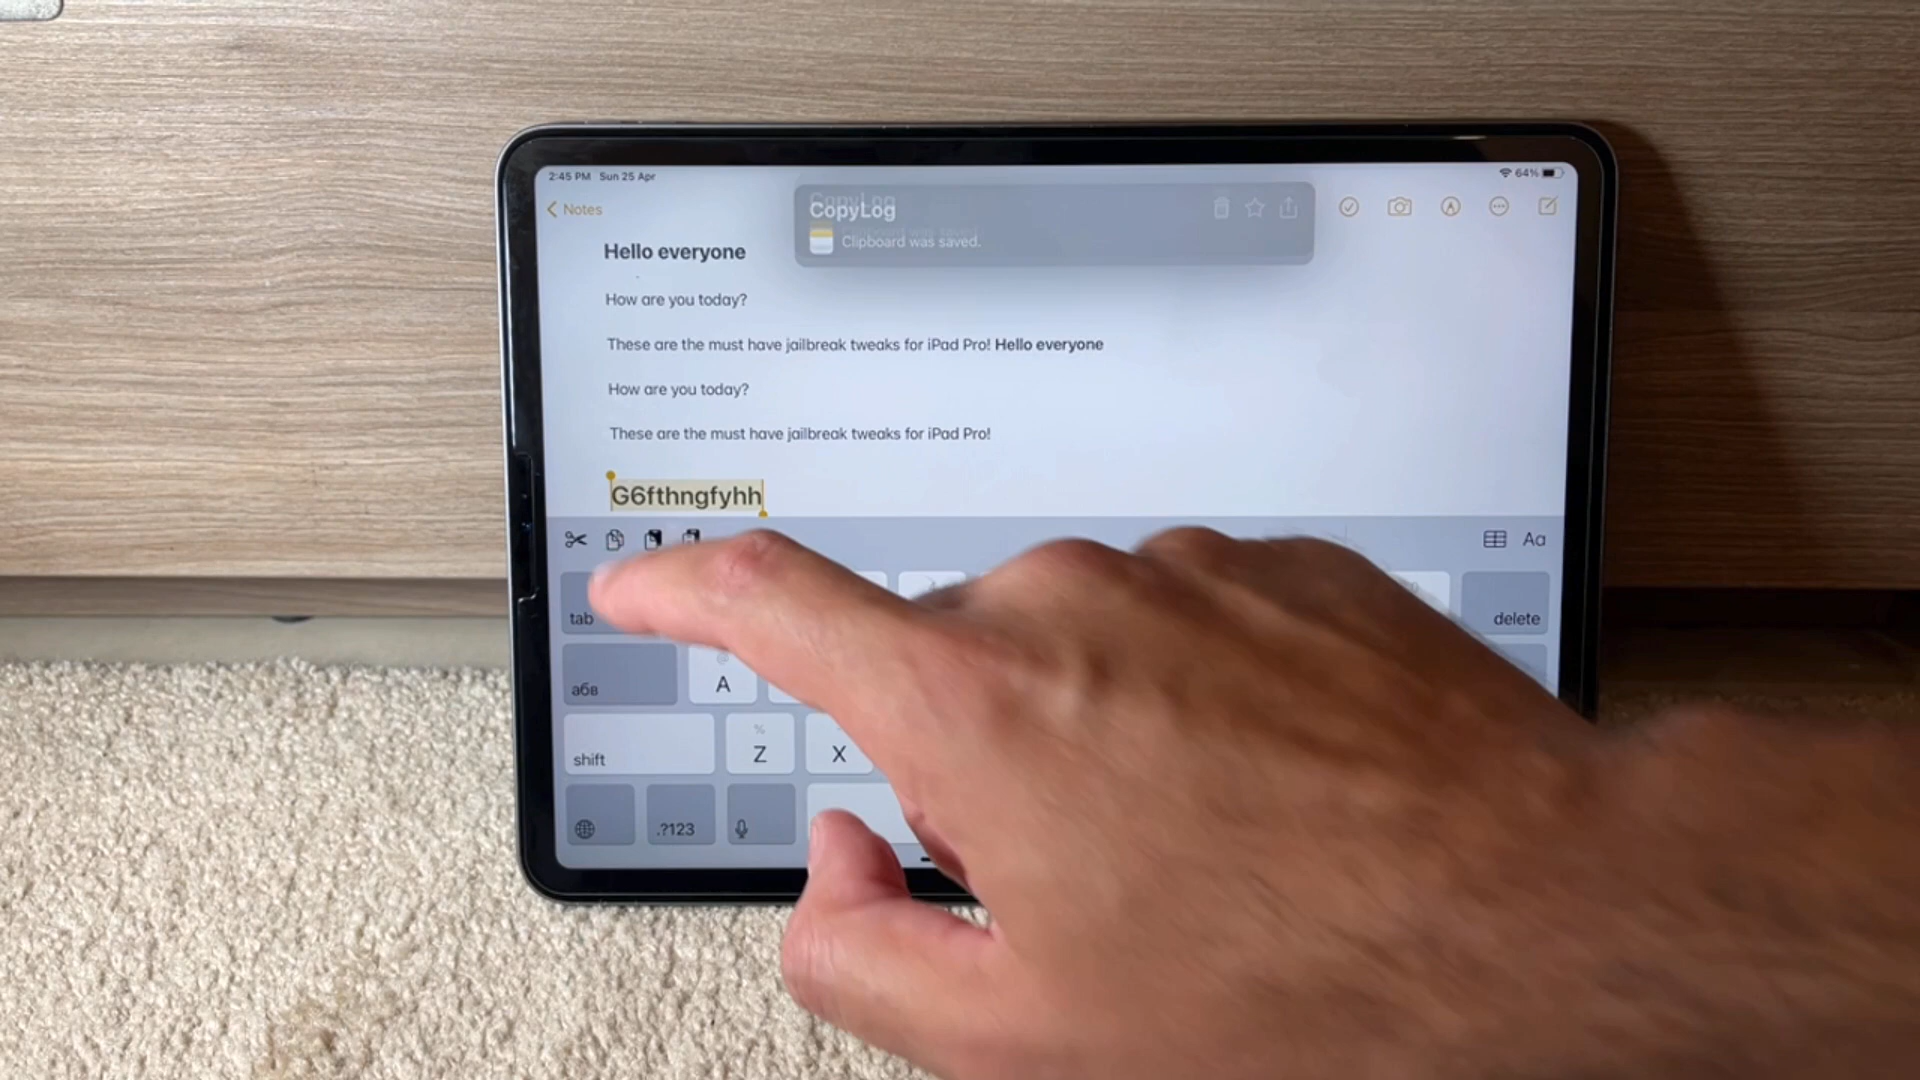 2:45 PM Sun 25 Apr
64%
Notes
CopyLog
Clipboard was saved.
Hello everyone
How are you today?
These are the must have jailbreak tweaks for iPad Pro! Hello everyone
How are you today?
These are the must have jailbreak tweaks for iPad Pro!
G6fthngfyhh
Aa
tab
delete
абв
@
A
shift
%
Z
X
.?123